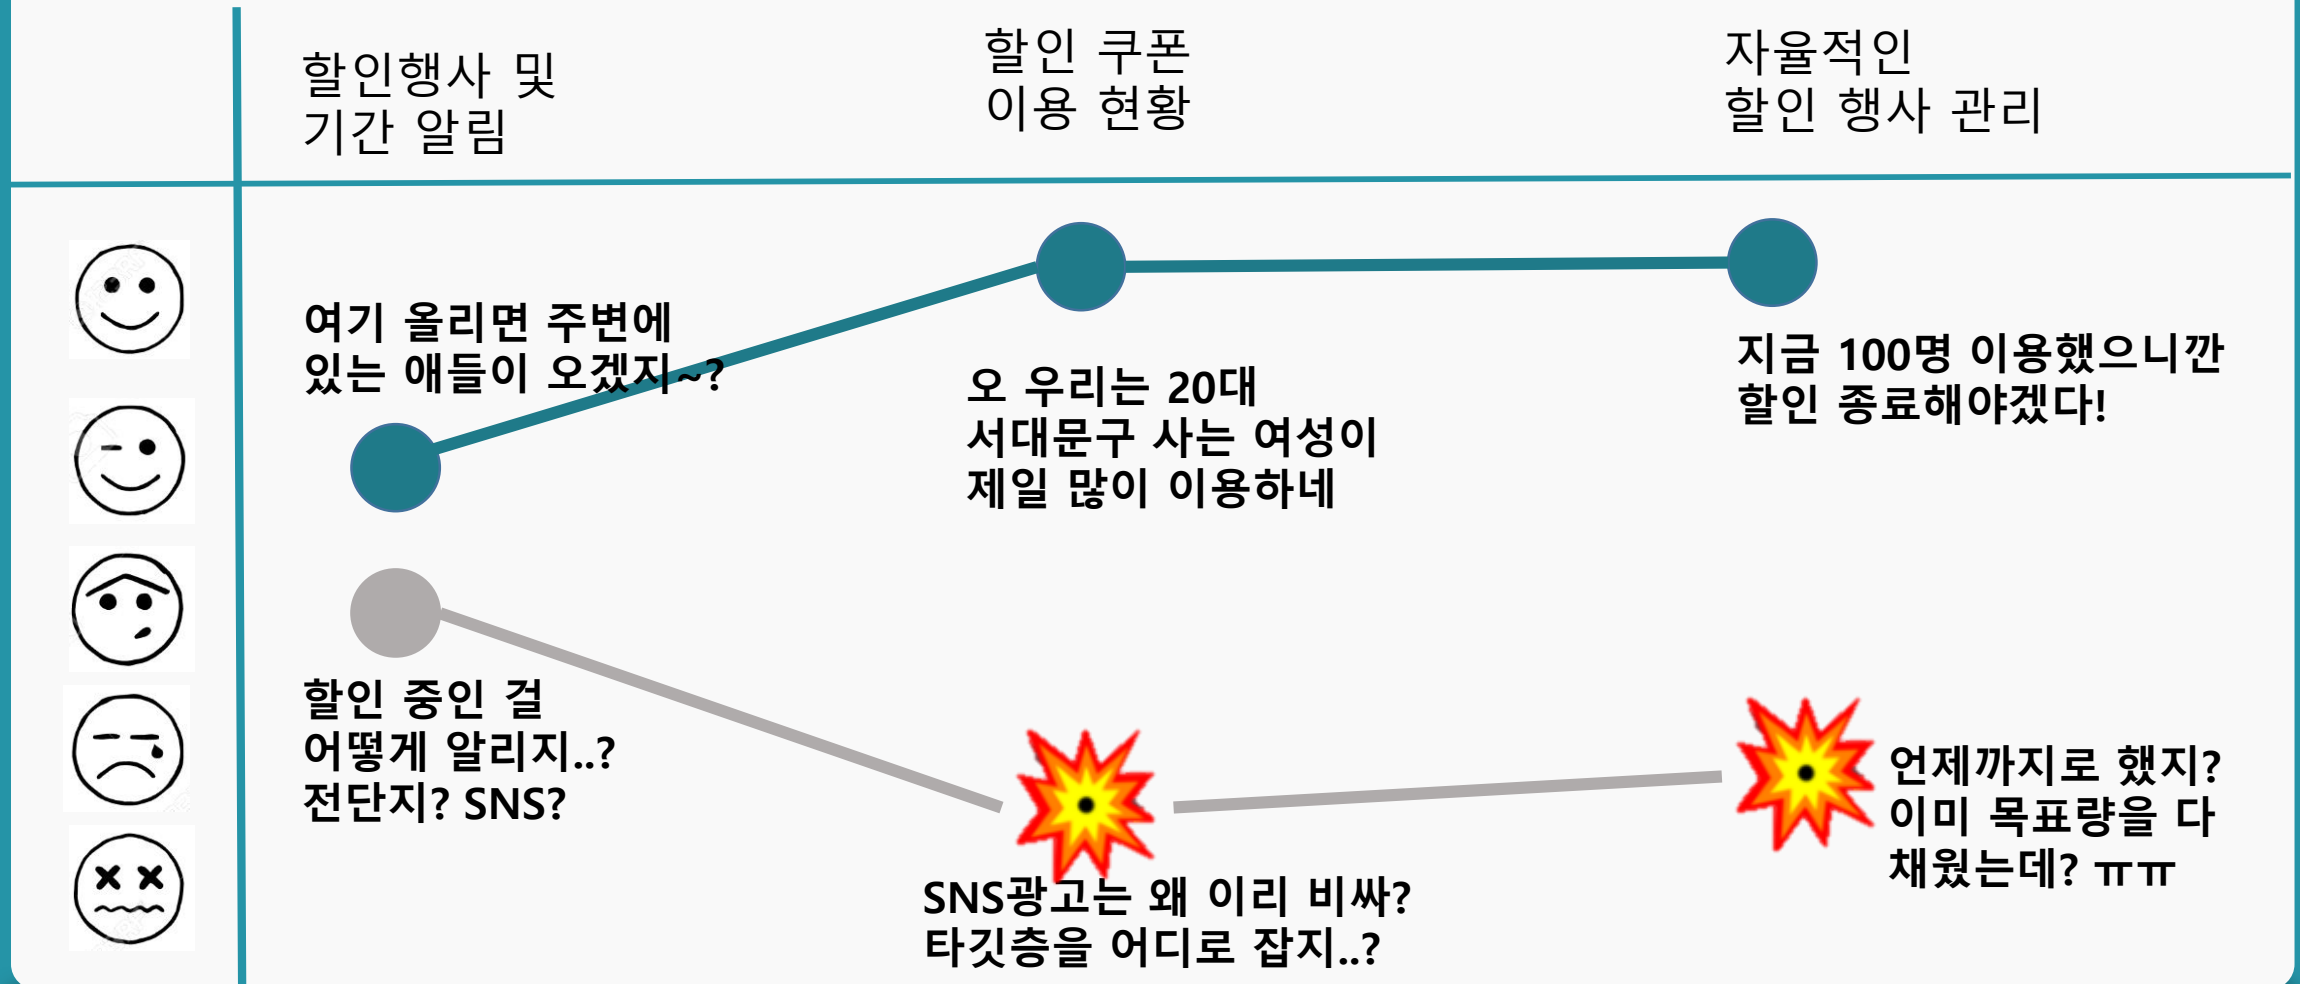 할인행사 및
기간 알림
할인 쿠폰
이용 현황
자율적인
할인 행사 관리
여기 올리면 주변에
있는 애들이 오겠지~?
오 우리는 20대
서대문구 사는 여성이
제일 많이 이용하네
지금 100명 이용했으니깐
할인 종료해야겠다!
할인 중인 걸
어떻게 알리지..?
전단지? SNS?
SNS광고는 왜 이리 비싸?
타깃층을 어디로 잡지..?
언제까지로 했지?
이미 목표량을 다
채웠는데? ㅠㅠ